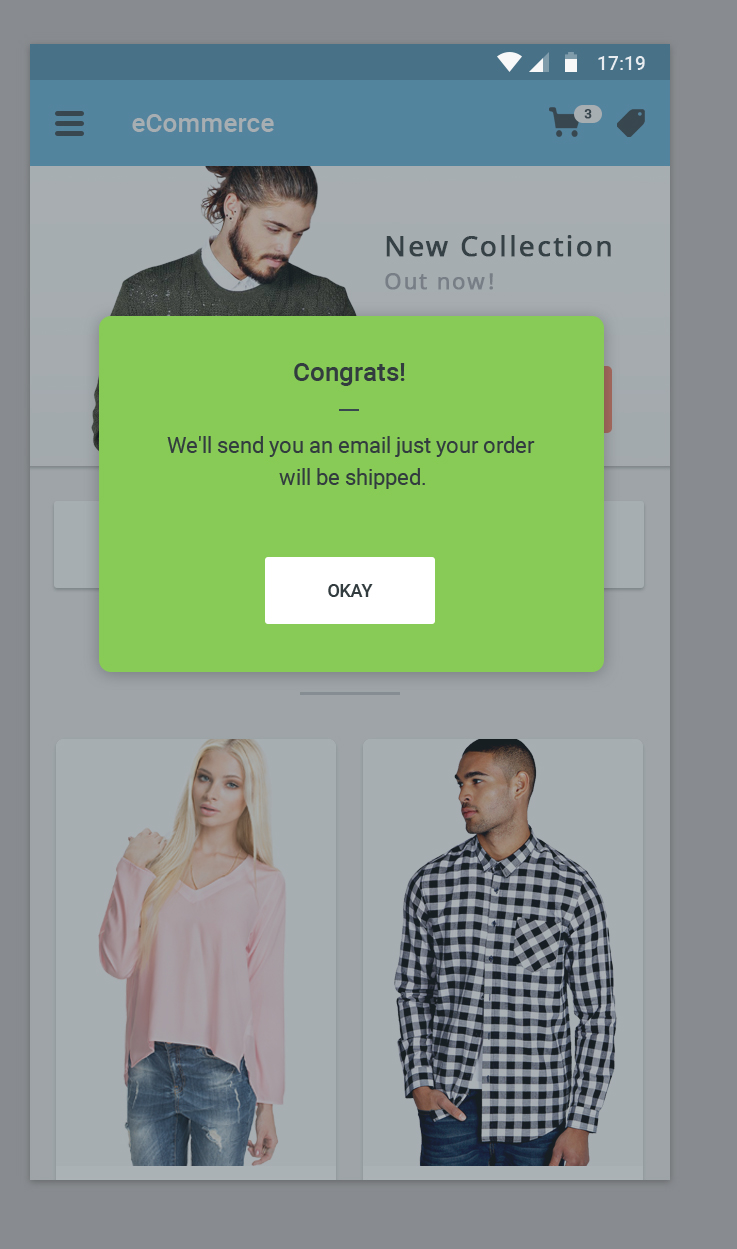 17:19
eCommerce
3
New Collection
Out now!
Congrats!
We'll send you an email just your order
will be shipped.
OKAY